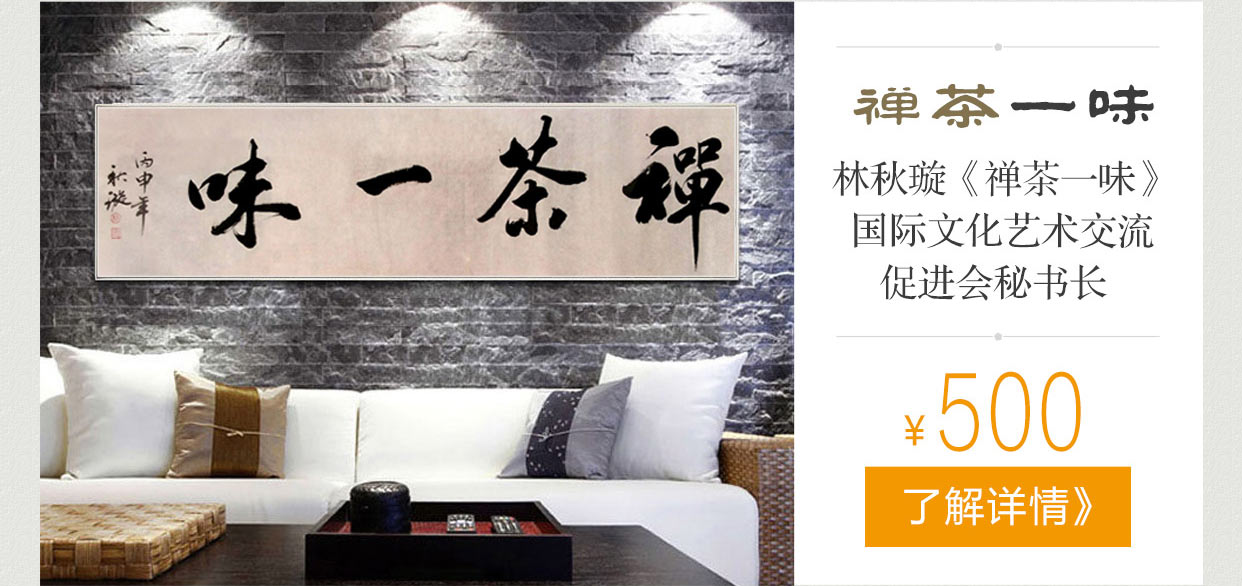 禪茶一味
丙申年
秋漩
禅茶一味
林秋璇《禅茶一味》
国际文化艺术交流
促进会秘书长
¥500
了解详情》